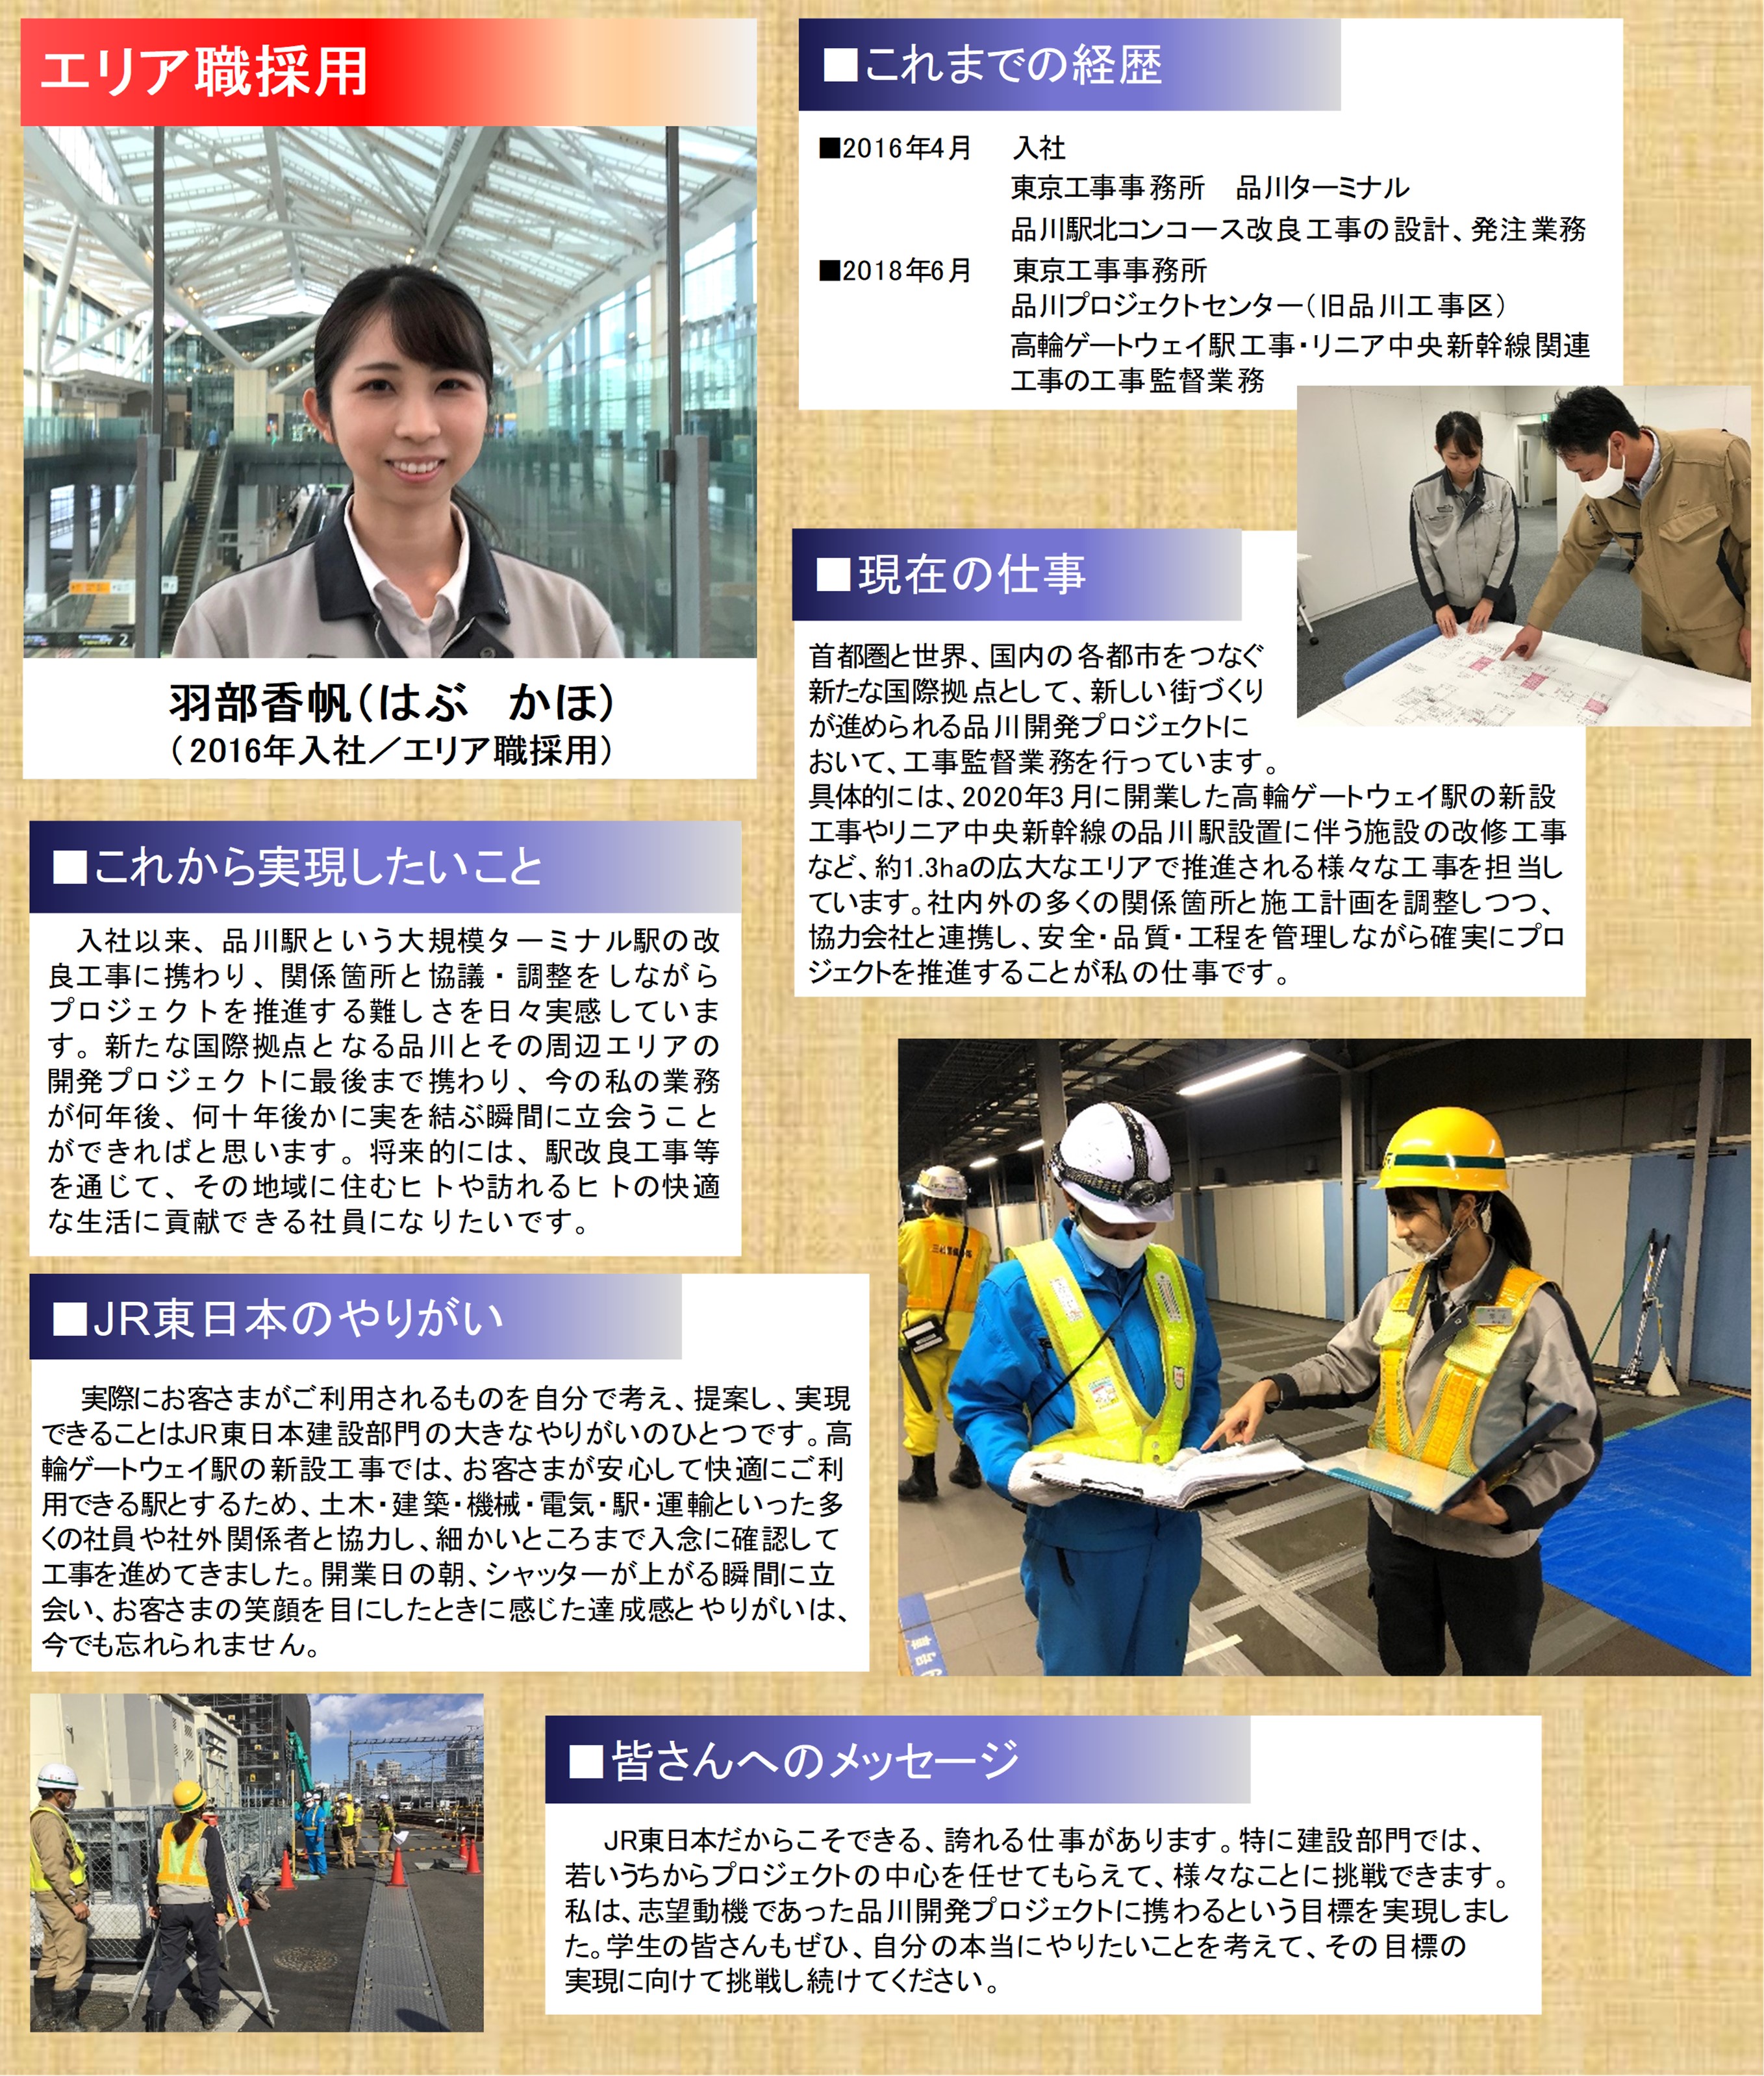 エリア職採用
羽部香帆(はぶ　かほ)
(2016年入社／エリア職採用)
■これまでの経歴
■2016年4月　入社
東京工事事務所　品川ターミナル
品川駅北コンコース改良工事の設計、発注業務
■2018年6月　東京工事事務所
品川プロジェクトセンター(旧品川工事区)
高輪ゲートウェイ駅工事・リニア中央新幹線関連
工事の工事監督業務
■現在の仕事
首都圏と世界、国内の各都市をつなぐ
新たな国際拠点として、新しい街づくり
が進められる品川開発プロジェクトに
おいて、工事監督業務を行っています。
具体的には、2020年3月に開業した高輪ゲートウェイ駅の新設
工事やリニア中央新幹線の品川駅設置に伴う施設の改修工事
など、約1.3haの広大なエリアで推進される様々な工事を担当し
ています。社内外の多くの関係箇所と施工計画を調整しつつ、
協力会社と連携し、安全・品質・工程を管理しながら確実にプロ
ジェクトを推進することが私の仕事です。
■これから実現したいこと
入社以来、品川駅という大規模ターミナル駅の改
良工事に携わり、関係箇所と協議・調整をしながら
プロジェクトを推進する難しさを日々実感していま
す。新たな国際拠点となる品川とその周辺エリアの
開発プロジェクトに最後まで携わり、今の私の業務
が何年後、何十年後かに実を結ぶ瞬間に立会うこと
ができればと思います。将来的には、駅改良工事等
を通じて、その地域に住むヒトや訪れるヒトの快適
な生活に貢献できる社員になりたいです。
■JR東日本のやりがい
実際にお客さまがご利用されるものを自分で考え、提案し、実現
できることはJR東日本建設部門の大きなやりがいのひとつです。高
輪ゲートウェイ駅の新設工事では、お客さまが安心して快適にご利
用できる駅とするため、土木・建築・機械・電気・駅・運輸といった多
くの社員や社外関係者と協力し、細かいところまで入念に確認して
工事を進めてきました。開業日の朝、シャッターが上がる瞬間に立
会い、お客さまの笑顔を目にしたときに感じた達成感とやりがいは、
今でも忘れられません。
■皆さんへのメッセージ
JR東日本だからこそできる、誇れる仕事があります。特に建設部門では、
若いうちからプロジェクトの中心を任せてもらえて、様々なことに挑戦できます。
私は、志望動機であった品川開発プロジェクトに携わるという目標を実現しまし
た。学生の皆さんもぜひ、自分の本当にやりたいことを考えて、その目標の
実現に向けて挑戦し続けてください。